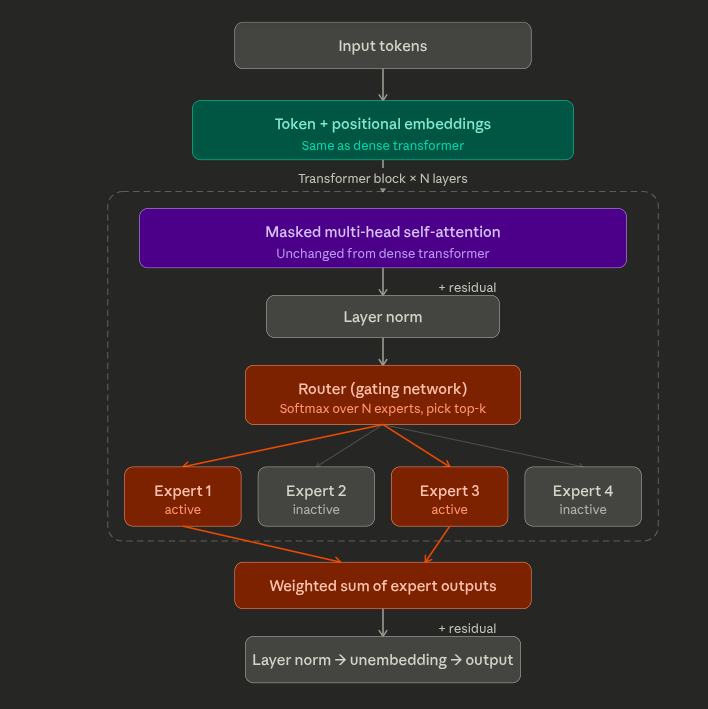 Input tokens
Token + positional embeddings
Same as dense transformer
Transformer block × N layers
Masked multi-head self-attention
Unchanged from dense transformer
+ residual
Layer norm
Router (gating network)
Softmax over N experts, pick top-k
Expert 1
active
Expert 2
inactive
Expert 3
active
Expert 4
inactive
Weighted sum of expert outputs
+ residual
Layer norm → unembedding → output